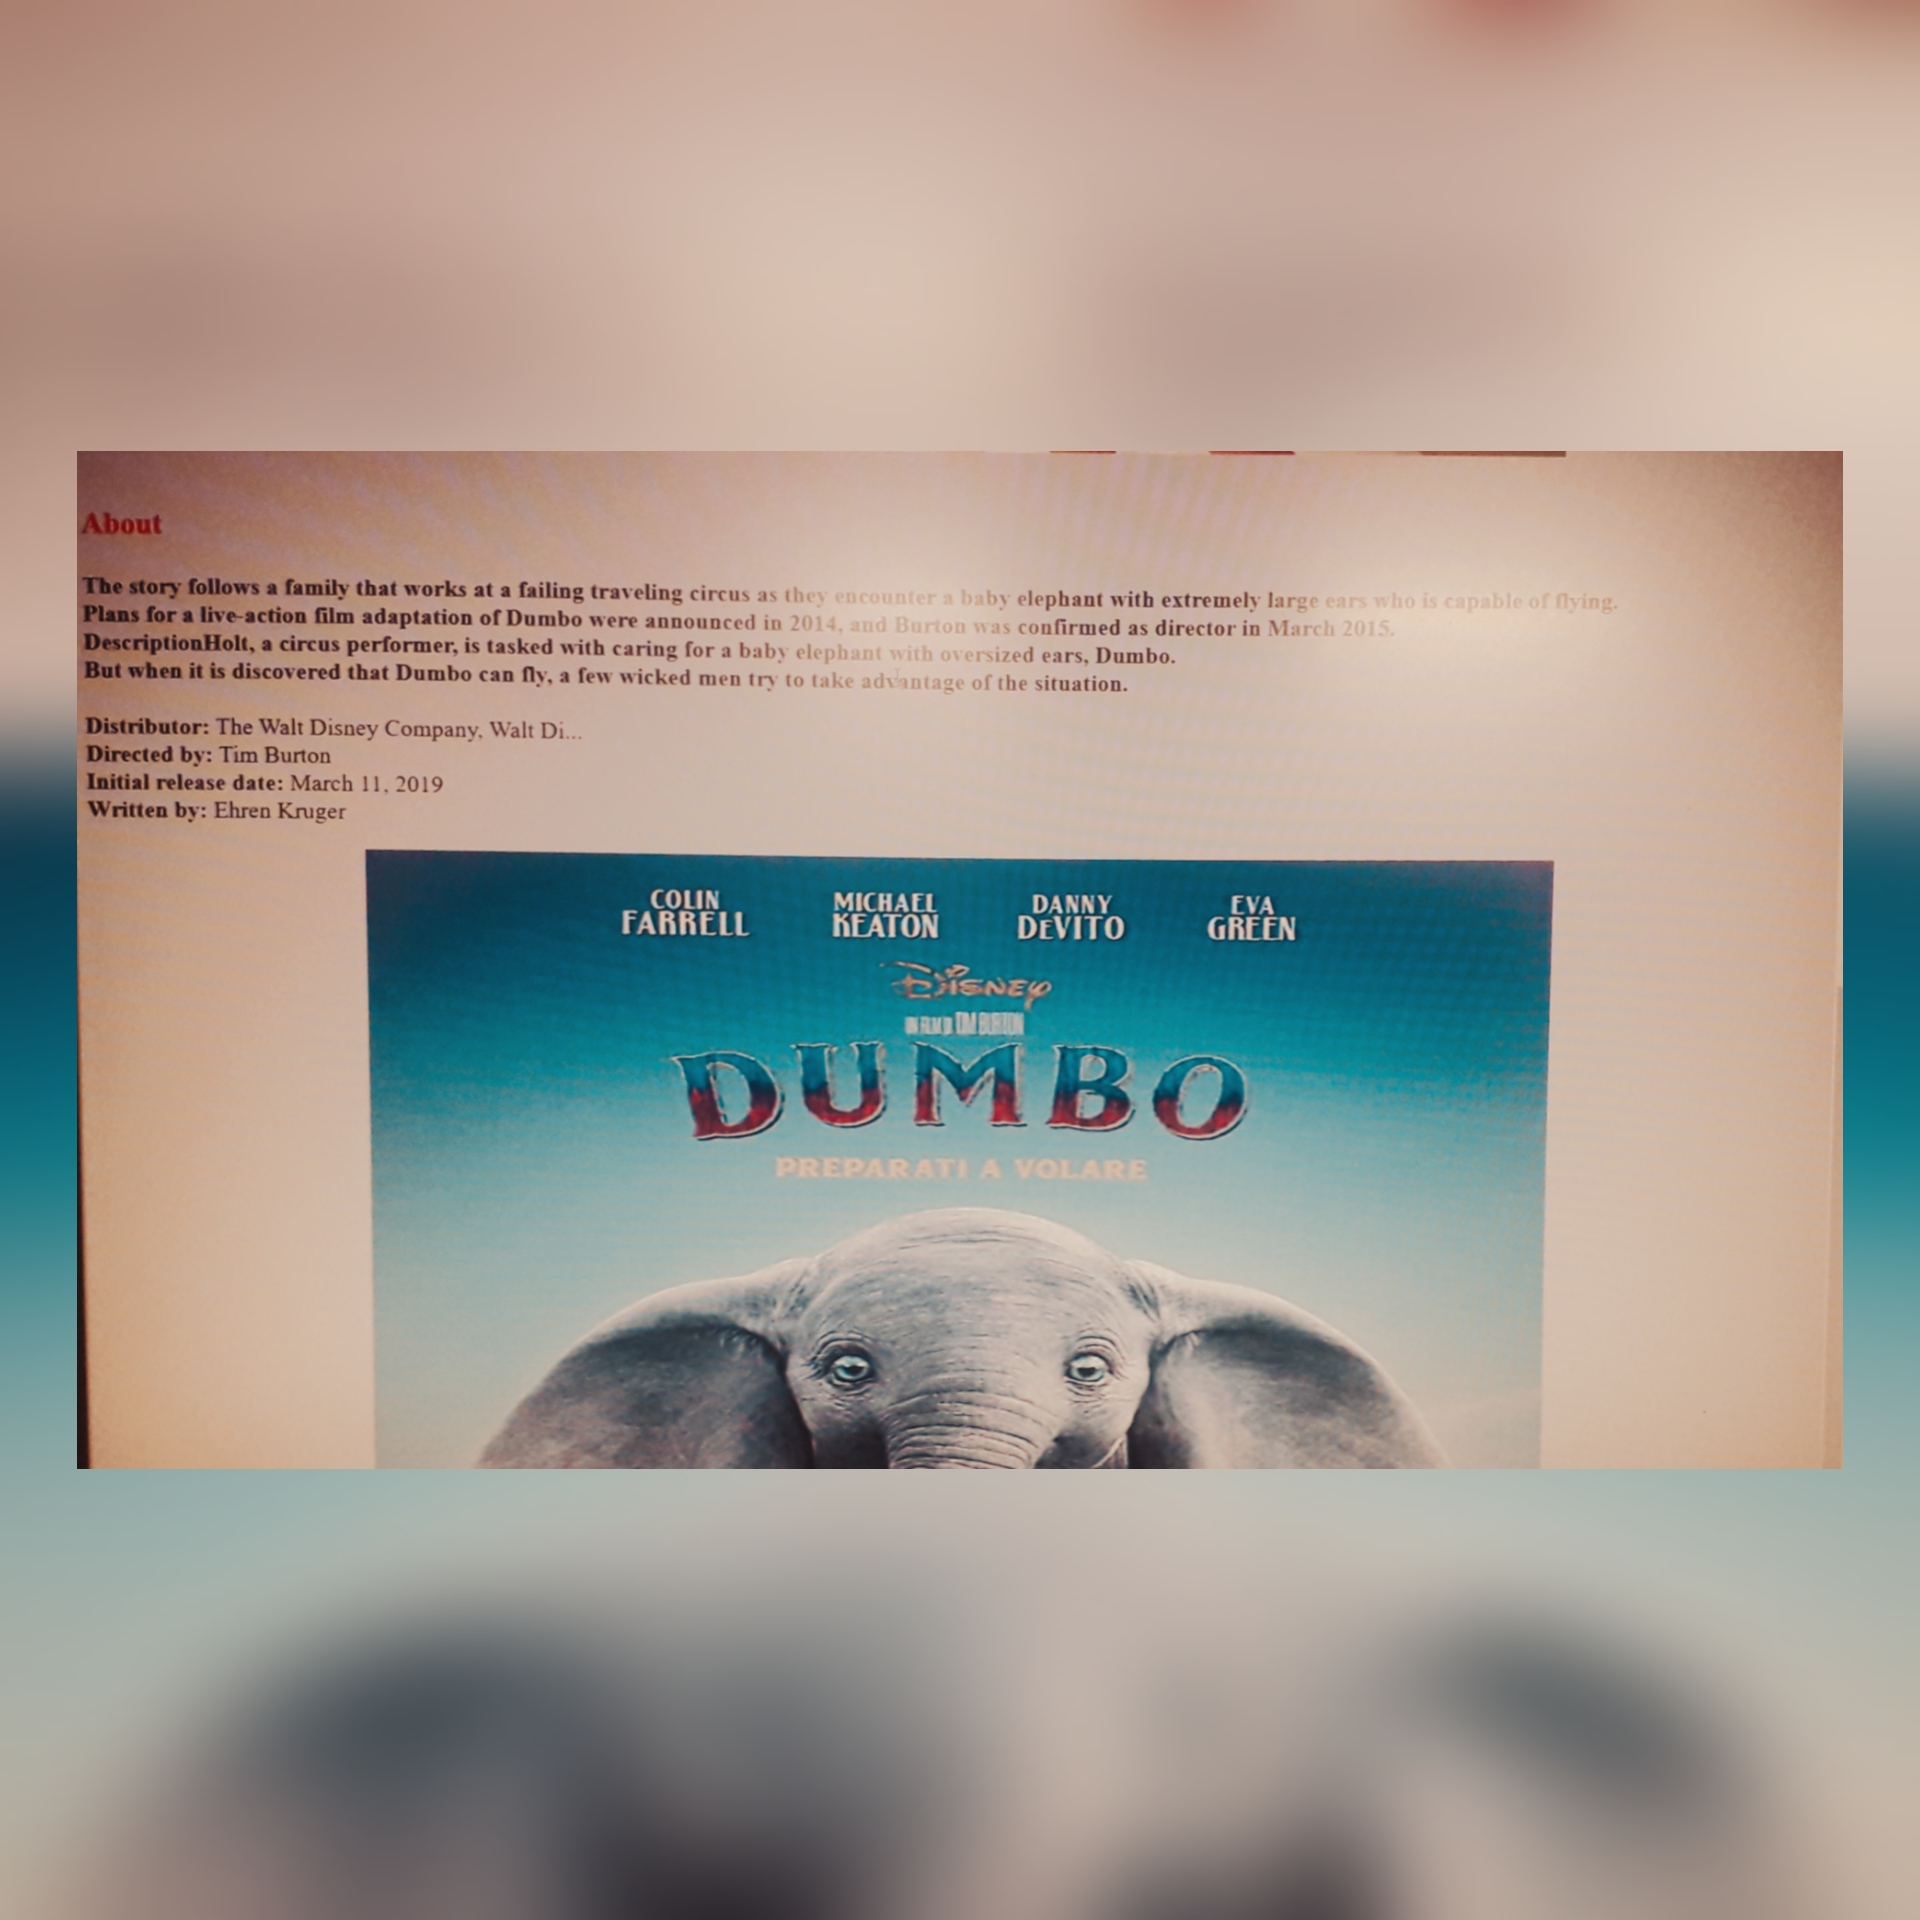 About
The story follows a family that works at a failing traveling circus as they encounter a baby elephant with extremely large ears who is capable of flying.
Plans for a live-action film adaptation of Dumbo were announced in 2014, and Burton was confirmed as director in March 2015.
DescriptionHolt, a circus performer, is tasked with caring for a baby elephant with oversized ears, Dumbo.
But when it is discovered that Dumbo can fly, a few wicked men try to take advantage of the situation.
Distributor: The Walt Disney Company, Walt Di...
Directed by: Tim Burton
Initial release date: March 11, 2019
Written by: Ehren Kruger
COLIN FARRELL MICHAEL KEATON DANNY DEVITO EVA GREEN
DISNEY
UN FILM DI TIM BURTON
DUMBO
PREPARATI A VOLARE